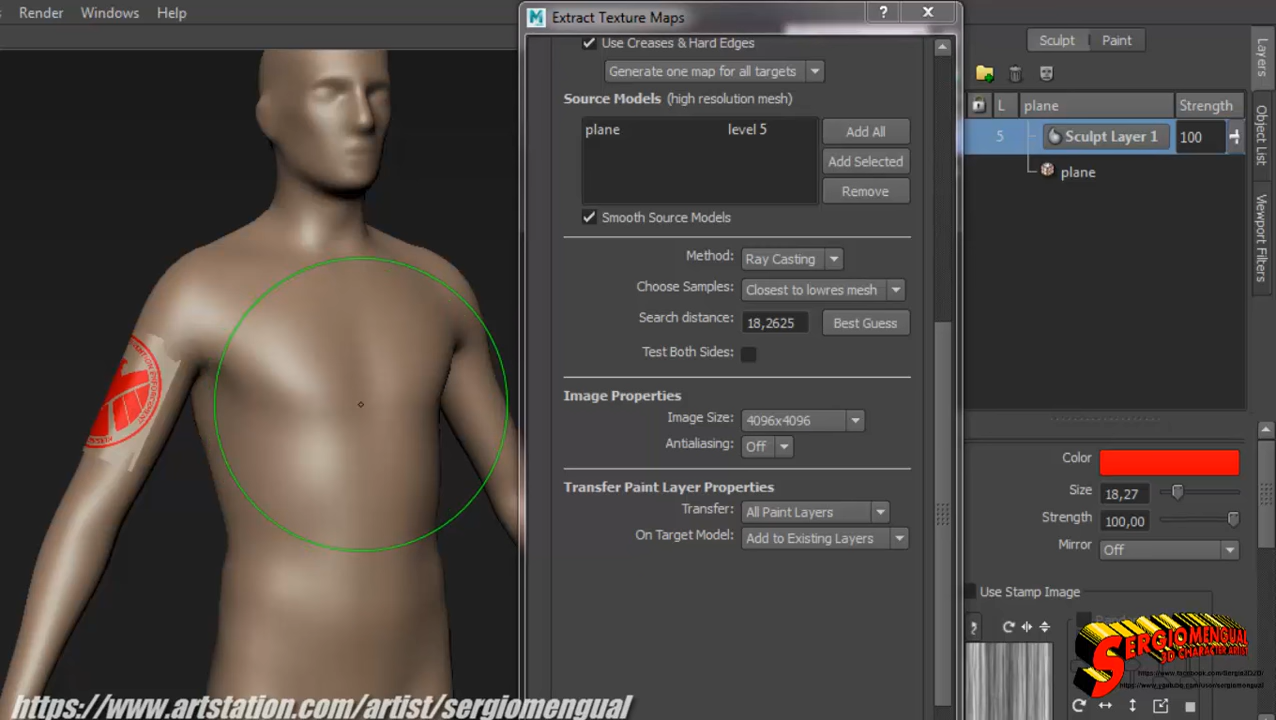 Render Windows Help
Extract Texture Maps
?
Use Creases & Hard Edges
Generate one map for all targets
Source Models (high resolution mesh)
plane level 5
Add All
Add Selected
Remove
Smooth Source Models
Method: Ray Casting
Choose Samples: Closest to lowres mesh
Search distance: 18,2625 Best Guess
Test Both Sides:
Image Properties
Image Size: 4096x4096
Antialiasing: Off
Transfer Paint Layer Properties
Transfer: All Paint Layers
On Target Model: Add to Existing Layers
Sculpt Paint
L plane Strength
5 Sculpt Layer 1 100
plane
Layers
Object List
Viewport Filters
Color
Size 18,27
Strength 100,00
Mirror Off
Use Stamp Image
SERGIOMENGUAL
3D CHARACTER ARTIST
https://www.artstation.com/artist/sergiomengual